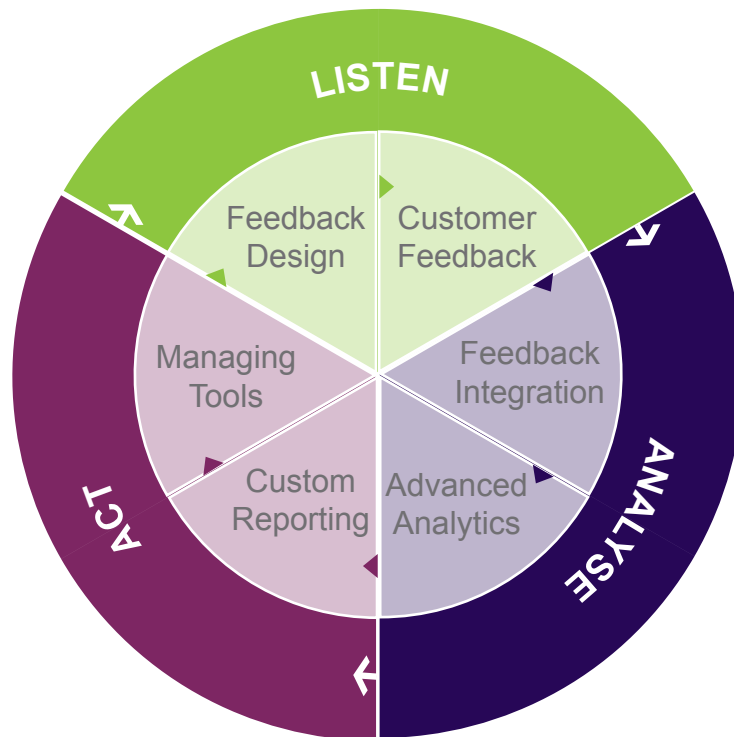 LISTEN
Feedback
Design
Customer
Feedback
Managing
Tools
Feedback
Integration
Custom
Reporting
Advanced
Analytics
ACT
ANALYSE